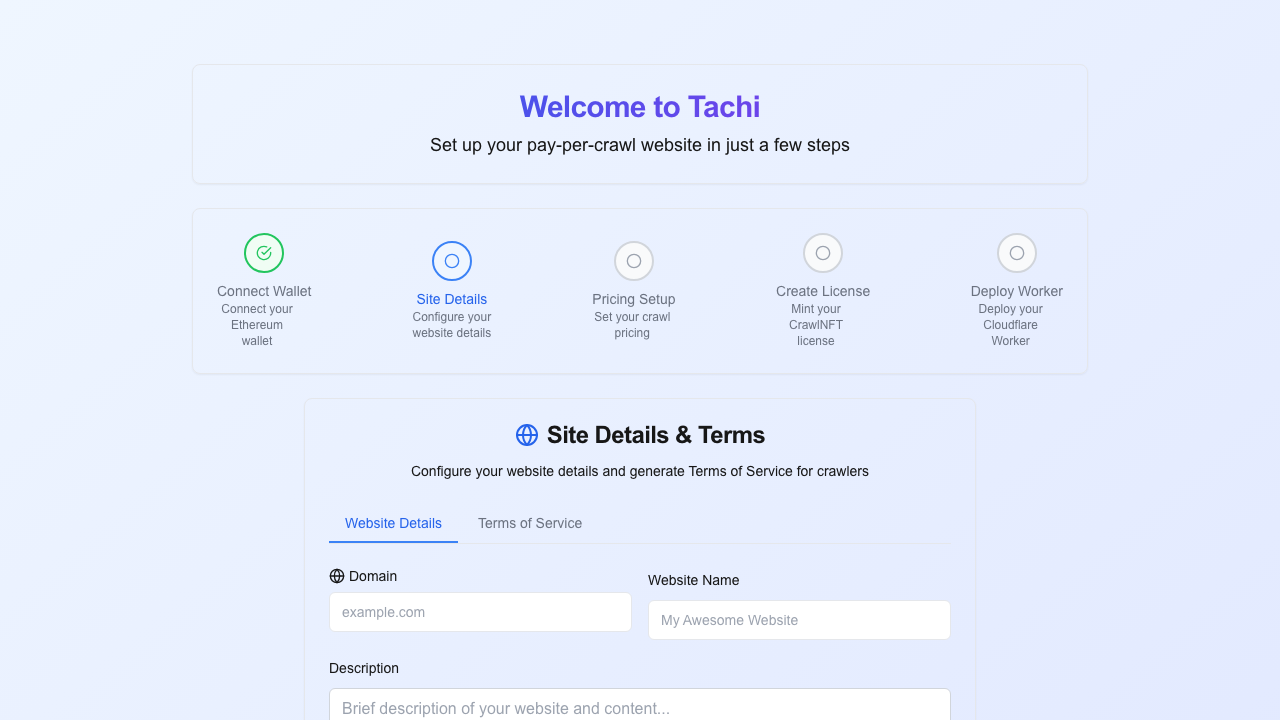 Welcome to Tachi
Set up your pay-per-crawl website in just a few steps
Connect Wallet
Connect your
Ethereum
wallet
Site Details
Configure your
website details
Pricing Setup
Set your crawl
pricing
Create License
Mint your
CrawlNFT
license
Deploy Worker
Deploy your
Cloudflare
Worker
Site Details & Terms
Configure your website details and generate Terms of Service for crawlers
Website Details
Terms of Service
Domain
example.com
Website Name
My Awesome Website
Description
Brief description of your website and content...